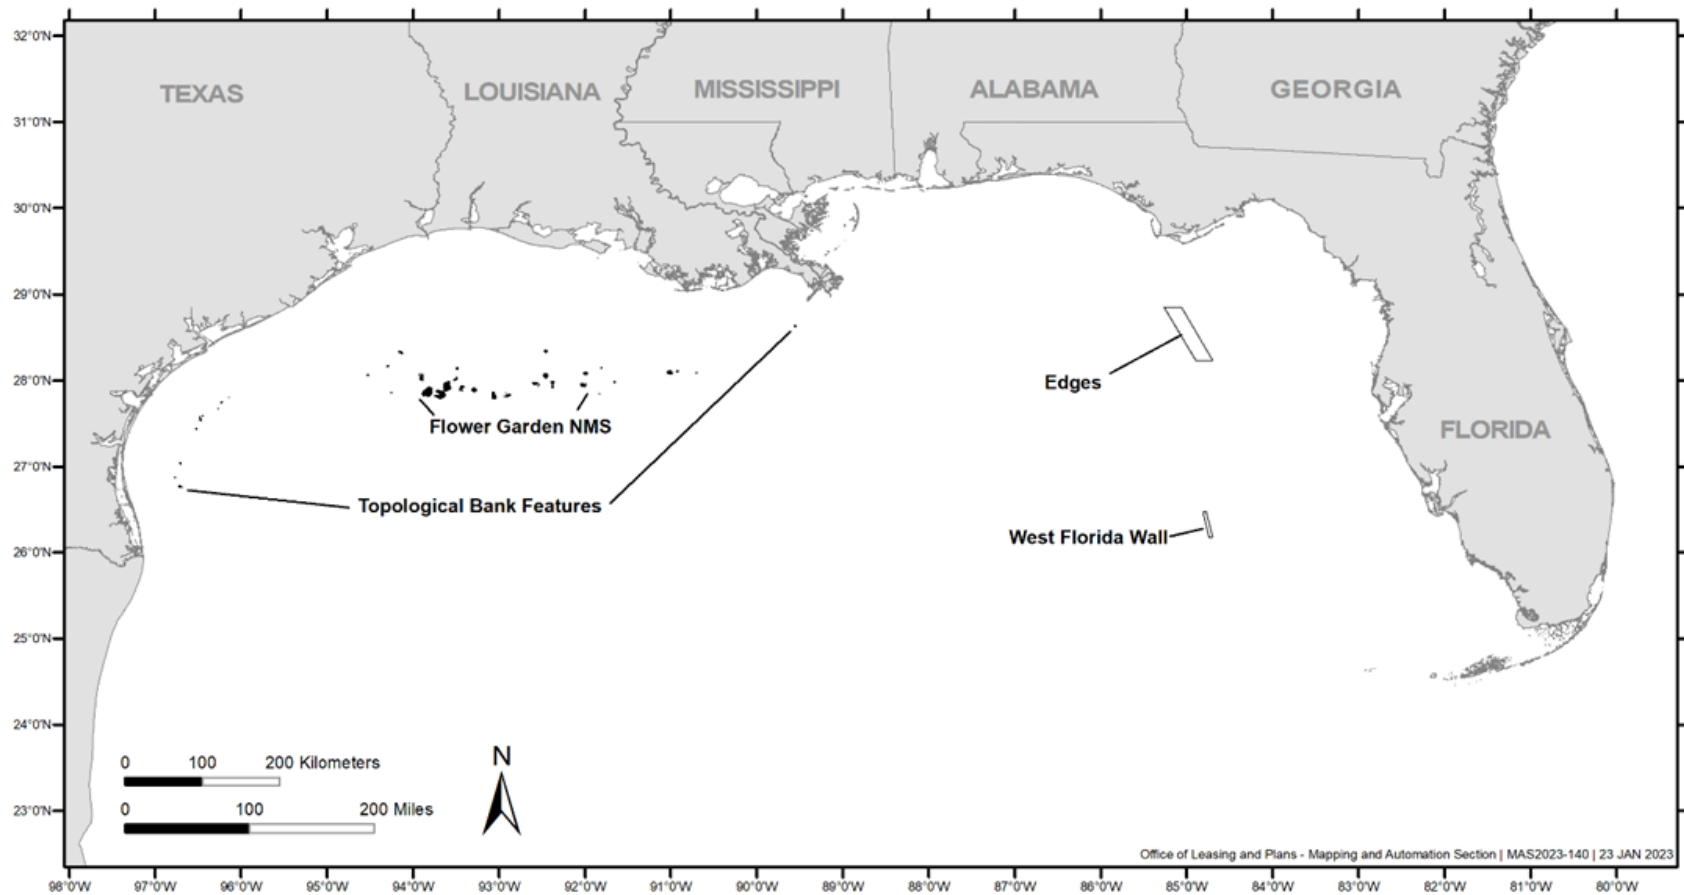 32°0'N
31°0'N
30°0'N
29°0'N
28°0'N
27°0'N
26°0'N
25°0'N
24°0'N
23°0'N
TEXAS
LOUISIANA
MISSISSIPPI
ALABAMA
GEORGIA
FLORIDA
Edges
Flower Garden NMS
Topological Bank Features
West Florida Wall
N
0 100 200 Kilometers
0 100 200 Miles
Office of Leasing and Plans - Mapping and Automation Section | MAS2023-140 | 23 JAN 2023
98°0'W 97°0'W 96°0'W 95°0'W 94°0'W 93°0'W 92°0'W 91°0'W 90°0'W 89°0'W 88°0'W 87°0'W 86°0'W 85°0'W 84°0'W 83°0'W 82°0'W 81°0'W 80°0'W